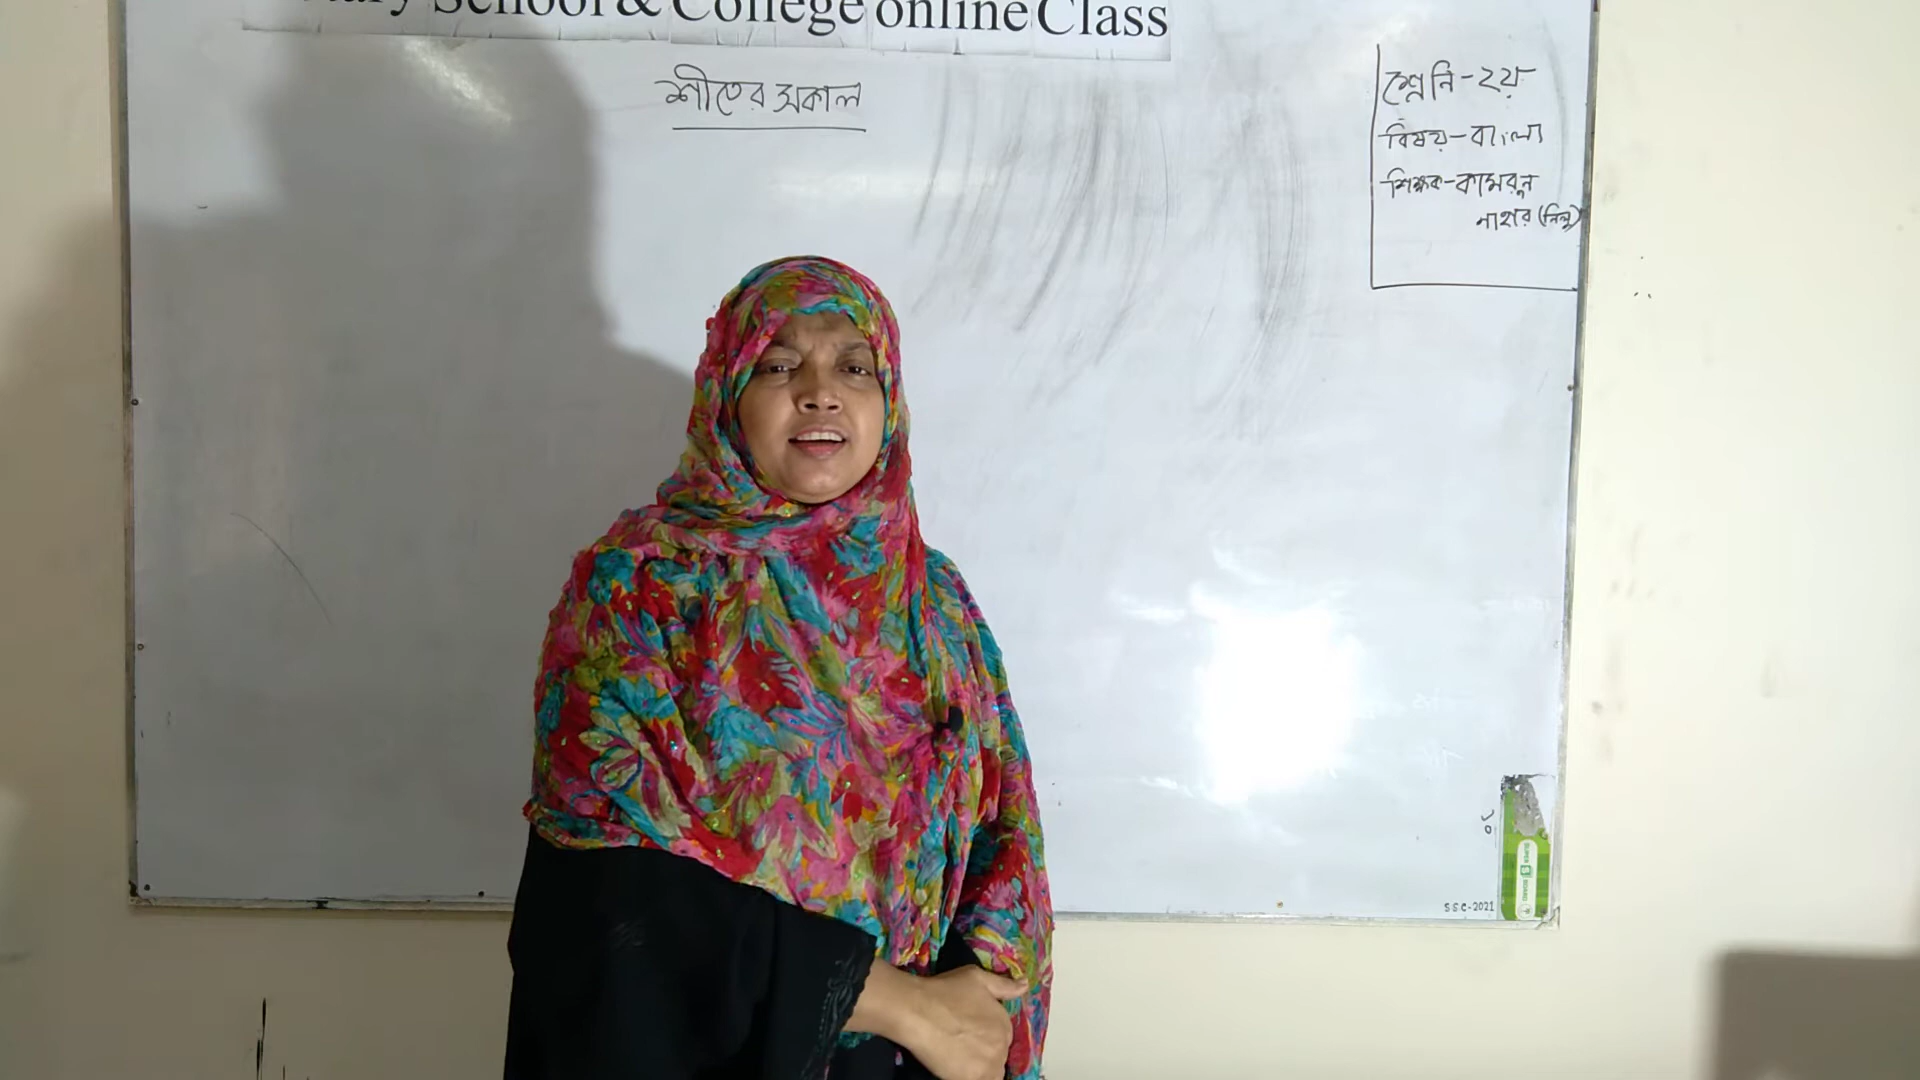 School & College online Class
শীতের সকাল
শ্রেনি-২য়
বিষয়-বাংলা
শিক্ষক-কামরুন
নাহার (নিলু)
SSC-2021